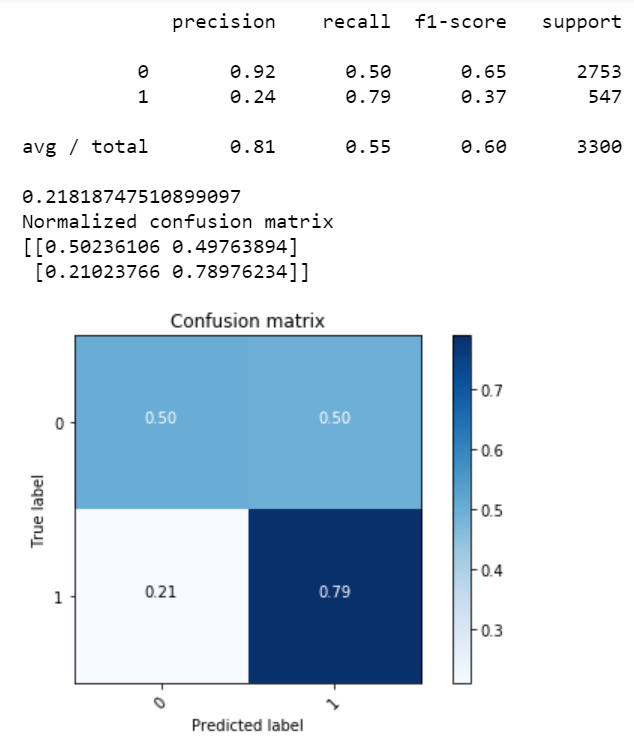 precision recall f1-score support
0 0.92 0.50 0.65 2753
1 0.24 0.79 0.37 547
avg / total 0.81 0.55 0.60 3300
0.21818747510899097
Normalized confusion matrix
[[0.50236106 0.49763894]
[0.21023766 0.78976234]]
Confusion matrix
0.7
0 0.50 0.50
0.6
True label
0.5
0.4
1 0.21 0.79
0.3
0 1
Predicted label